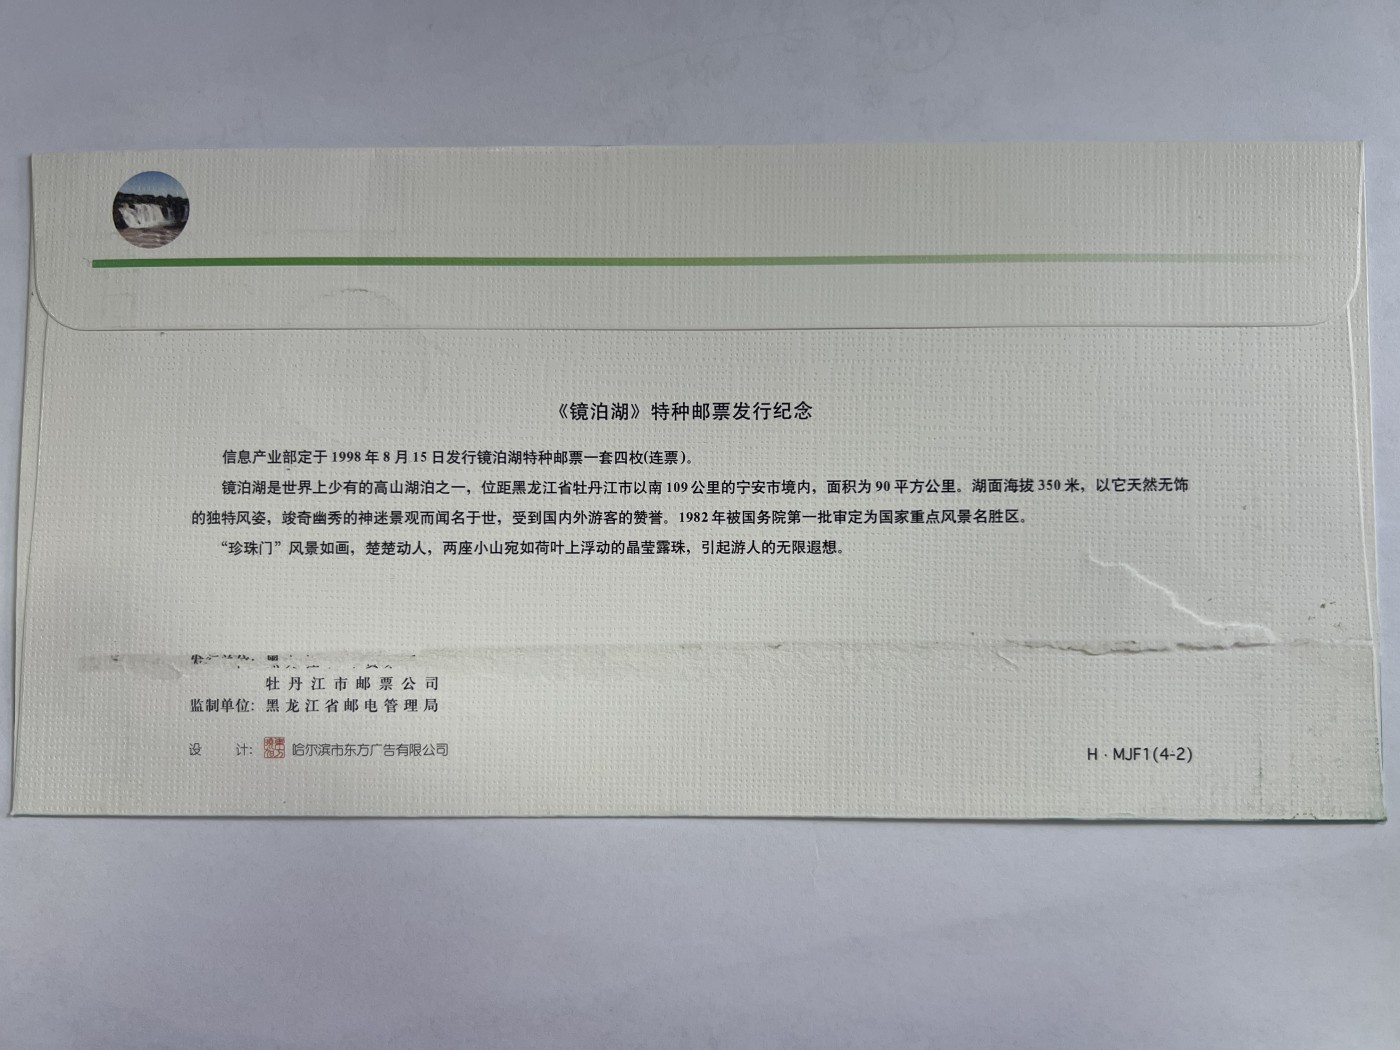 《镜泊湖》特种邮票发行纪念
信息产业部定于1998年8月15日发行镜泊湖特种邮票一套四枚(连票)。
镜泊湖是世界上少有的高山湖泊之一，位距黑龙江省牡丹江市以南109公里的宁安市境内，面积为90平方公里。湖面海拔350米，以它天然无饰
的独特风姿，竣奇幽秀的神迷景观而闻名于世，受到国内外游客的赞誉。1982年被国务院第一批审定为国家重点风景名胜区。
“珍珠门”风景如画，楚楚动人，两座小山宛如荷叶上浮动的晶莹露珠，引起游人的无限遐想。
牡丹江市邮票公司
监制单位：黑龙江省邮电管理局
设 计：哈尔滨市东方广告有限公司
H·MJF1(4-2)